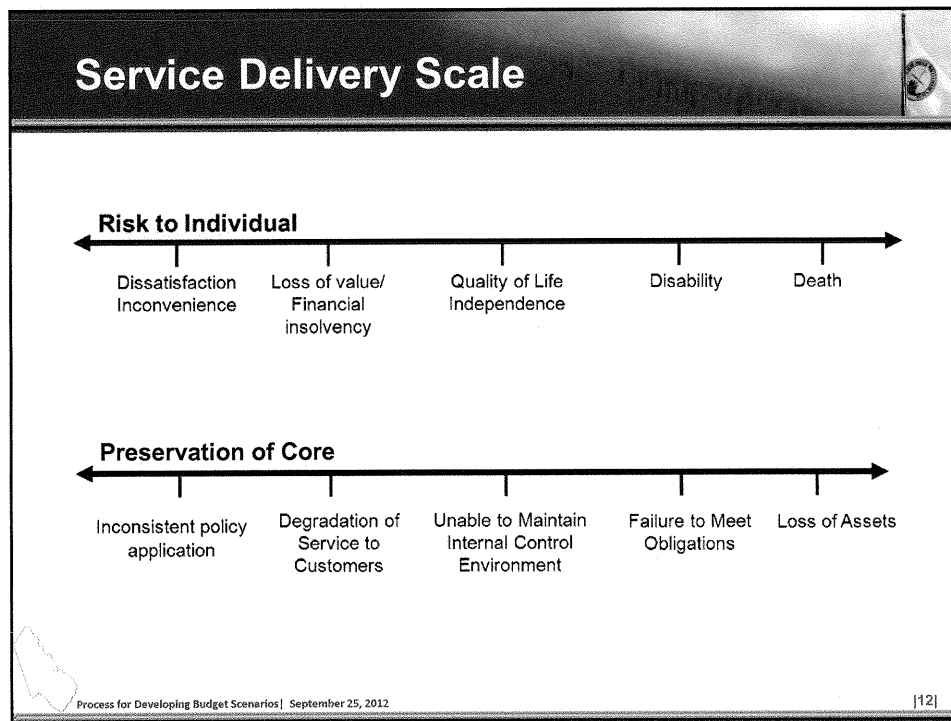 Service Delivery Scale
Risk to Individual
Dissatisfaction
Inconvenience
Loss of value/
Financial
insolvency
Quality of Life
Independence
Disability
Death
Preservation of Core
Inconsistent policy
application
Degradation of
Service to
Customers
Unable to Maintain
Internal Control
Environment
Failure to Meet
Obligations
Loss of Assets
Process for Developing Budget Scenarios| September 25, 2012
|12|